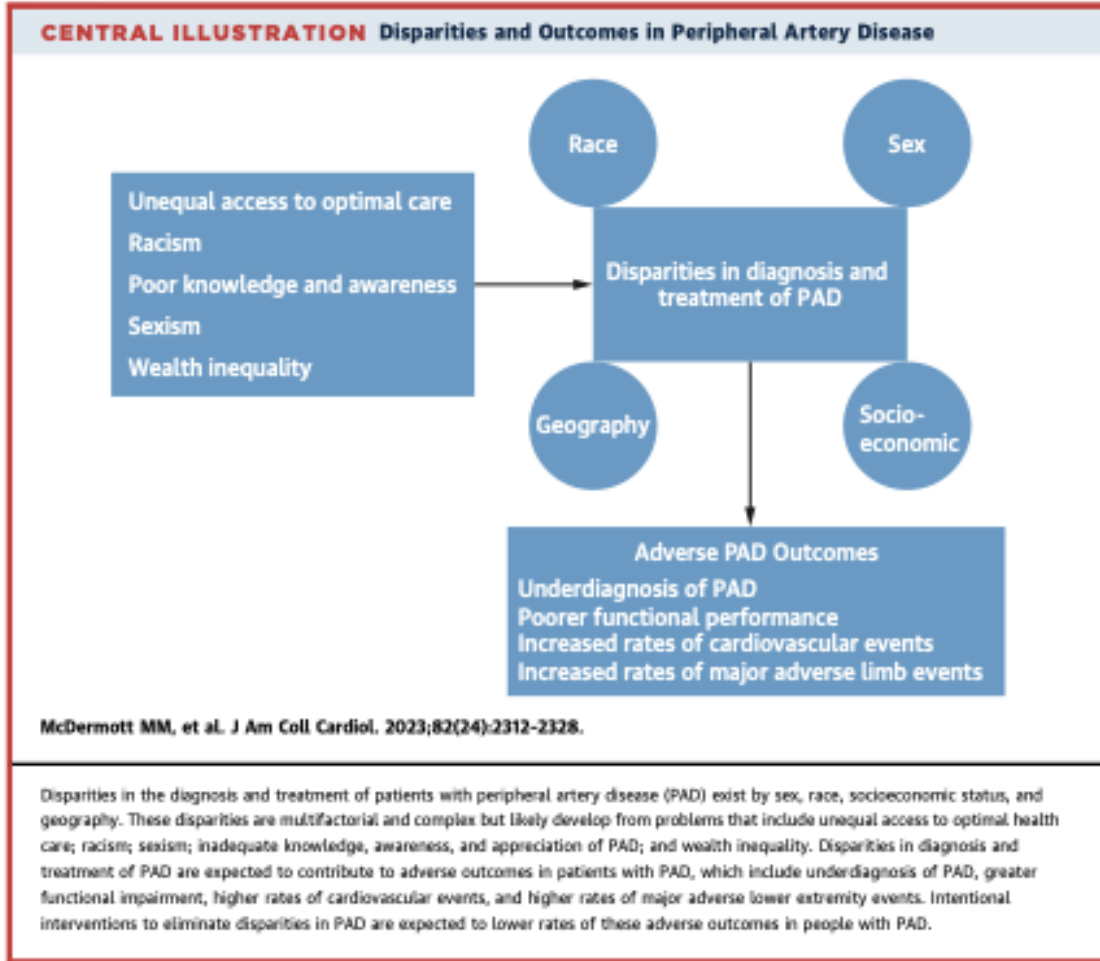 CENTRAL ILLUSTRATION Disparities and Outcomes in Peripheral Artery Disease
Race
Sex
Unequal access to optimal care
Racism
Poor knowledge and awareness
Sexism
Wealth inequality
Disparities in diagnosis and
treatment of PAD
Geography
Socio-
economic
Adverse PAD Outcomes
Underdiagnosis of PAD
Poorer functional performance
Increased rates of cardiovascular events
Increased rates of major adverse limb events
McDermott MM, et al. J Am Coll Cardiol. 2023;82(24):2312-2328.
Disparities in the diagnosis and treatment of patients with peripheral artery disease (PAD) exist by sex, race, socioeconomic status, and
geography. These disparities are multifactorial and complex but likely develop from problems that include unequal access to optimal health
care; racism; sexism; inadequate knowledge, awareness, and appreciation of PAD; and wealth inequality. Disparities in diagnosis and
treatment of PAD are expected to contribute to adverse outcomes in patients with PAD, which include underdiagnosis of PAD, greater
functional impairment, higher rates of cardiovascular events, and higher rates of major adverse lower extremity events. Intentional
interventions to eliminate disparities in PAD are expected to lower rates of these adverse outcomes in people with PAD.